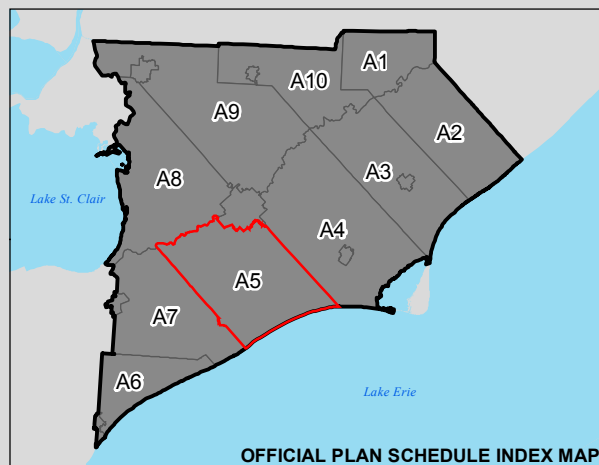 A1
A10
A2
A9
A3
A8
Lake St. Clair
A4
A5
A7
A6
Lake Erie
OFFICIAL PLAN SCHEDULE INDEX MAP